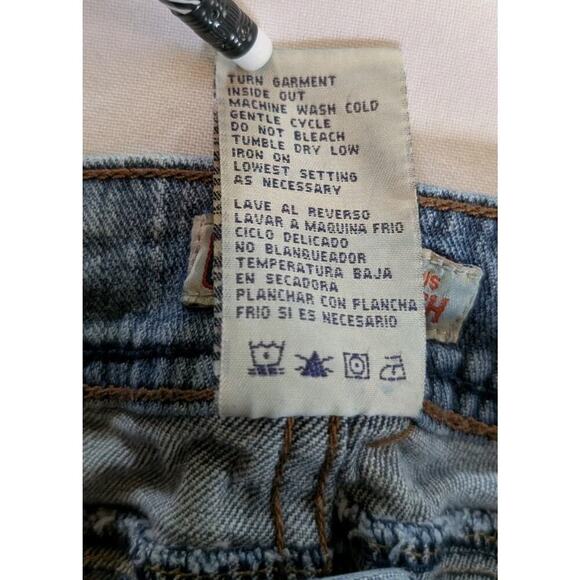 TURN GARMENT
INSIDE OUT
MACHINE WASH COLD
GENTLE CYCLE
DO NOT BLEACH
TUMBLE DRY LOW
IRON ON
LOWEST SETTING
AS NECESSARY
LAVE AL REVERSO
LAVAR A MAQUINA FRIO
CICLO DELICADO
NO BLANQUEADOR
TEMPERATURA BAJA
EN SECADORA
PLANCHAR CON PLANCHA
FRIO SI ES NECESARIO